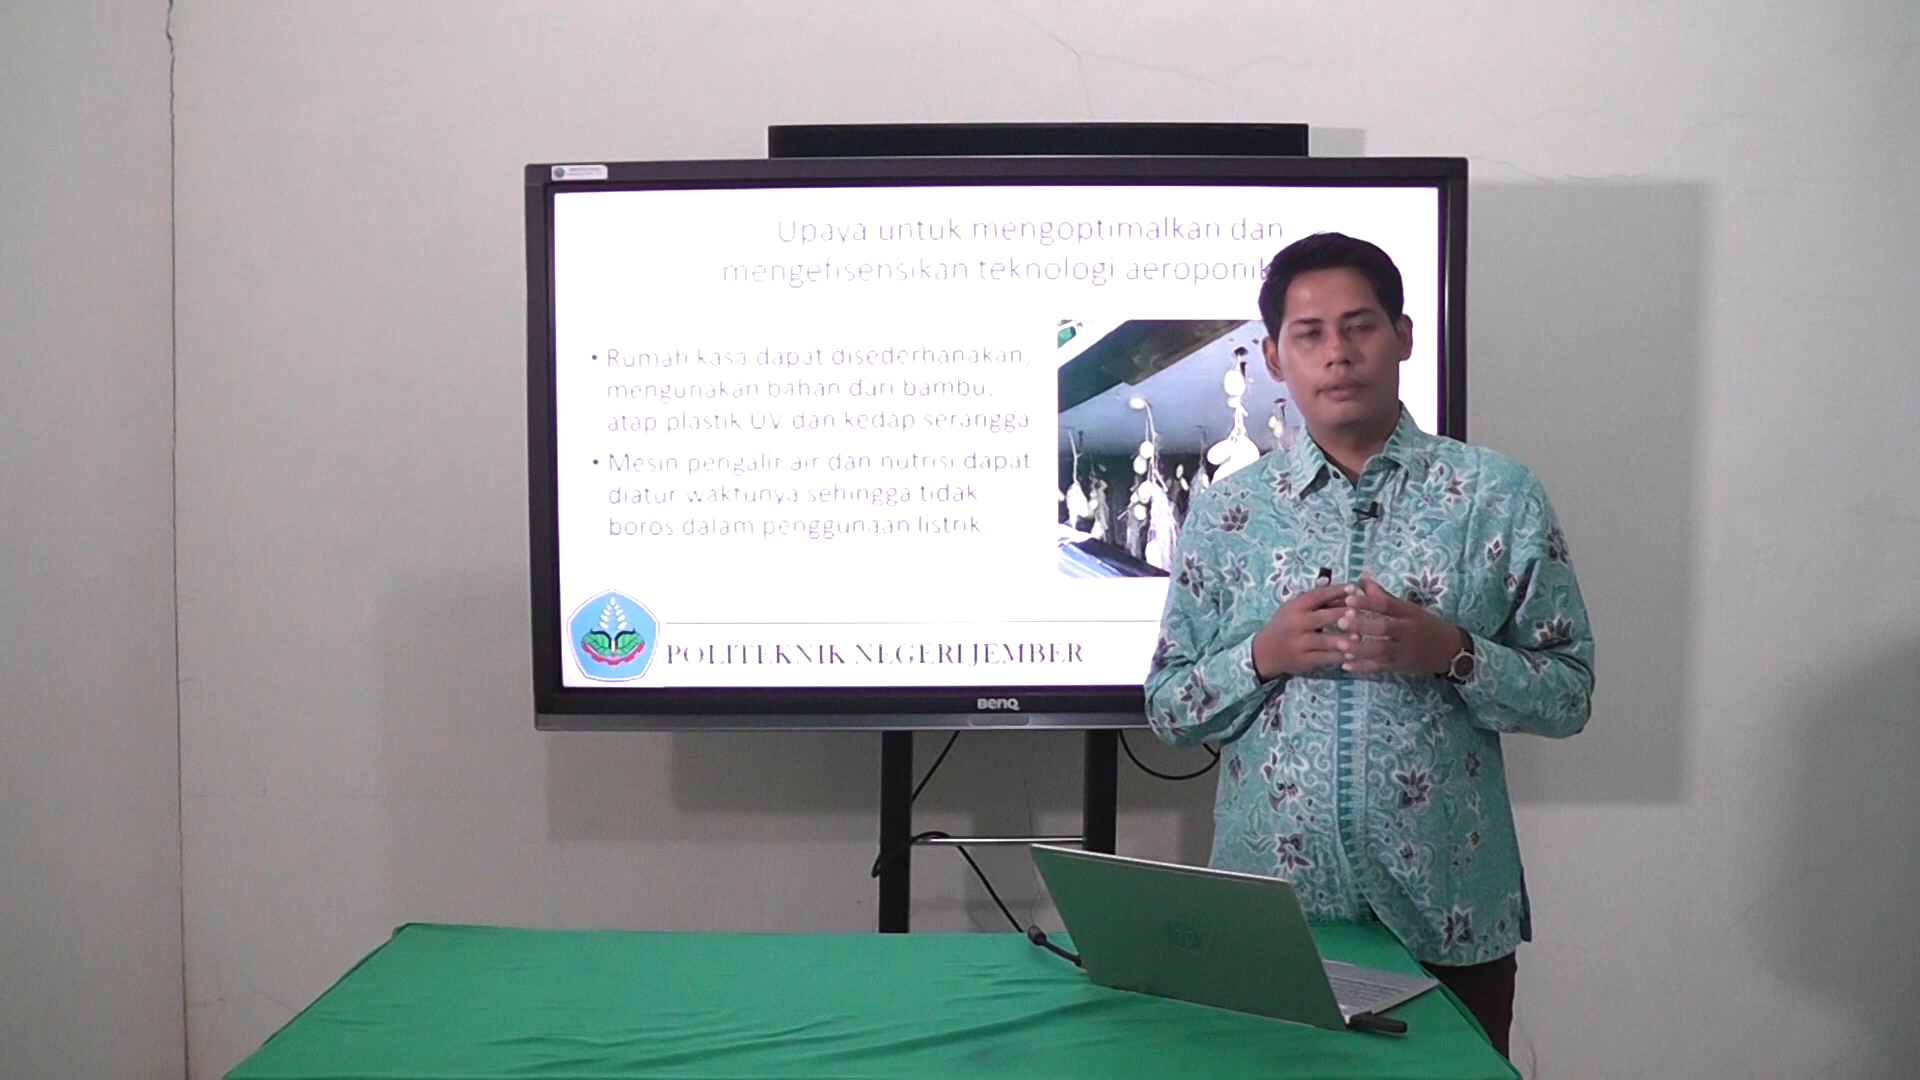 Upaya untuk mengoptimalkan dan
mengefisensikan teknologi aeroponik
• Rumah kasa dapat disederhanakan,
mengunakan bahan dari bambu,
atap plastik UV dan kedap serangga
• Mesin pengalir air dan nutrisi dapat
diatur waktunya sehingga tidak
boros dalam penggunaan listrik.
POLITEKNIK NEGERI JEMBER
BenQ